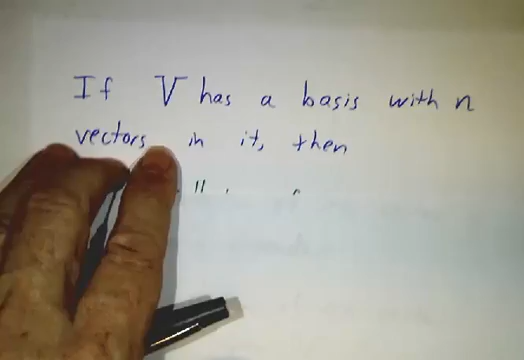 If V has a basis with n
vectors in it, then